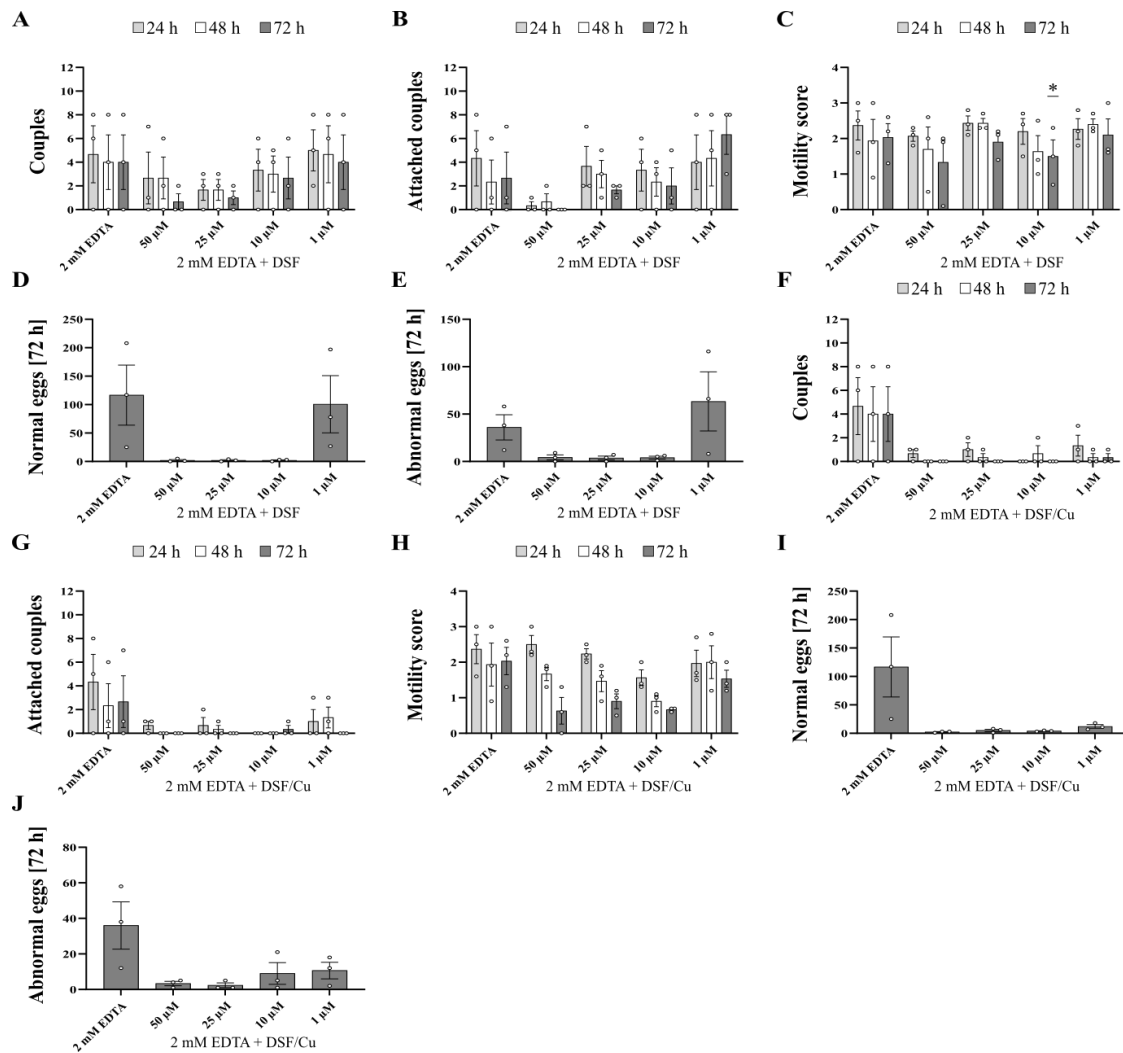 A
24 h 48 h 72 h
Couples
12
10
8
6
4
2
0
2 mM EDTA
50 µM
25 µM
10 µM
1 µM
2 mM EDTA + DSF
B
24 h 48 h 72 h
Attached couples
12
10
8
6
4
2
0
2 mM EDTA
50 µM
25 µM
10 µM
1 µM
2 mM EDTA + DSF
C
24 h 48 h 72 h
Motility score
4
3
2
1
0
*
2 mM EDTA
50 µM
25 µM
10 µM
1 µM
2 mM EDTA + DSF
D
Normal eggs [72 h]
250
200
150
100
50
0
2 mM EDTA
50 µM
25 µM
10 µM
1 µM
2 mM EDTA + DSF
E
Abnormal eggs [72 h]
150
100
50
0
2 mM EDTA
50 µM
25 µM
10 µM
1 µM
2 mM EDTA + DSF
F
24 h 48 h 72 h
Couples
12
10
8
6
4
2
0
2 mM EDTA
50 µM
25 µM
10 µM
1 µM
2 mM EDTA + DSF/Cu
G
24 h 48 h 72 h
Attached couples
12
10
8
6
4
2
0
2 mM EDTA
50 µM
25 µM
10 µM
1 µM
2 mM EDTA + DSF/Cu
H
24 h 48 h 72 h
Motility score
4
3
2
1
0
2 mM EDTA
50 µM
25 µM
10 µM
1 µM
2 mM EDTA + DSF/Cu
I
Normal eggs [72 h]
250
200
150
100
50
0
2 mM EDTA
50 µM
25 µM
10 µM
1 µM
2 mM EDTA + DSF/Cu
J
Abnormal eggs [72 h]
80
60
40
20
0
2 mM EDTA
50 µM
25 µM
10 µM
1 µM
2 mM EDTA + DSF/Cu